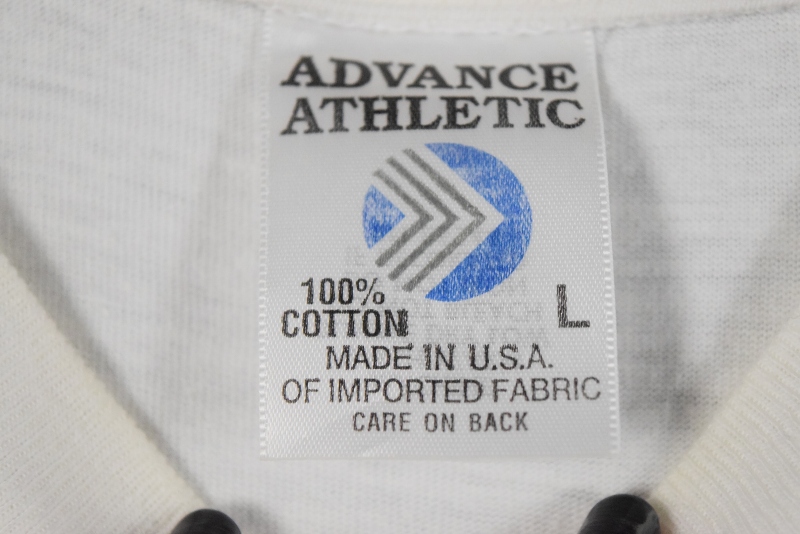 ADVANCE
ATHLETIC
100%
COTTON
L
MADE IN U.S.A.
OF IMPORTED FABRIC
CARE ON BACK